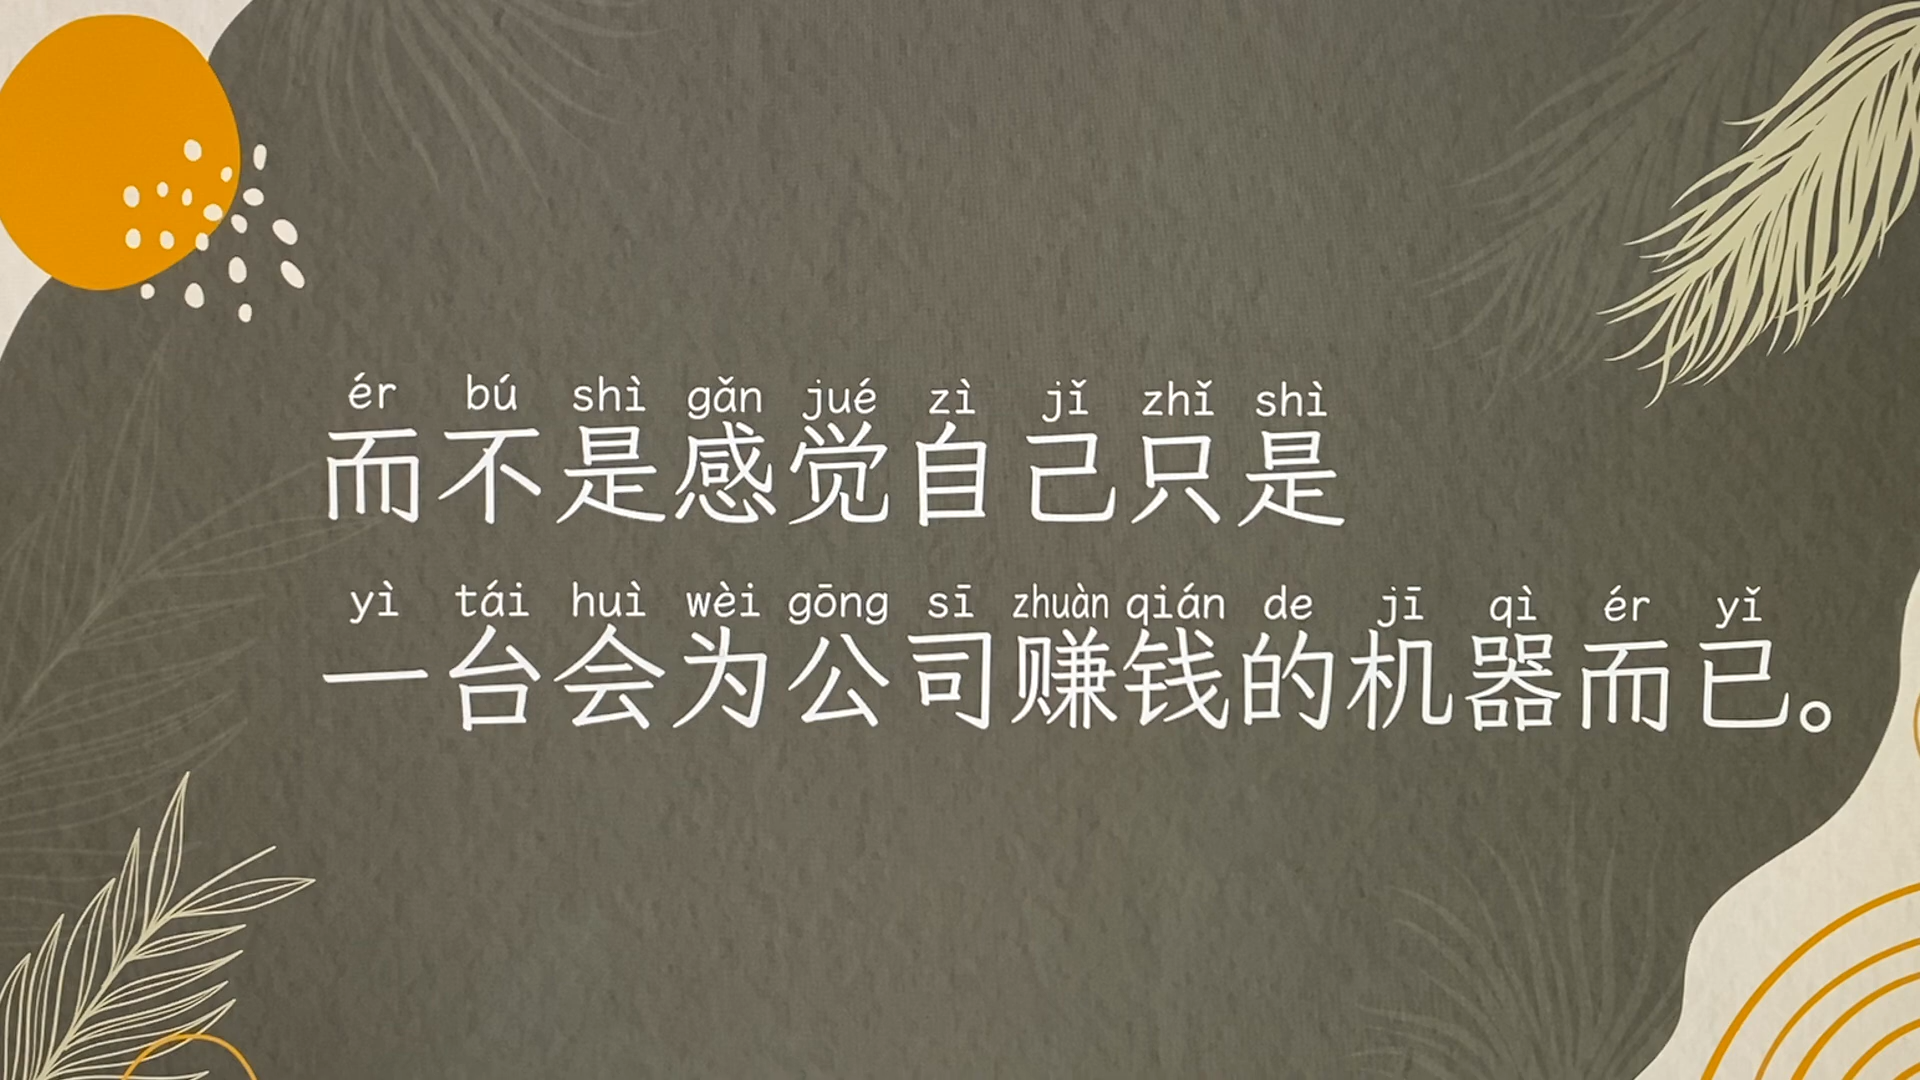 ér bú shì gǎn jué zì jǐ zhǐ shì
而不是感觉自己只是
yì tái huì wèi gōng sī zhuàn qián de jī qì ér yǐ
一台会为公司赚钱的机器而已。